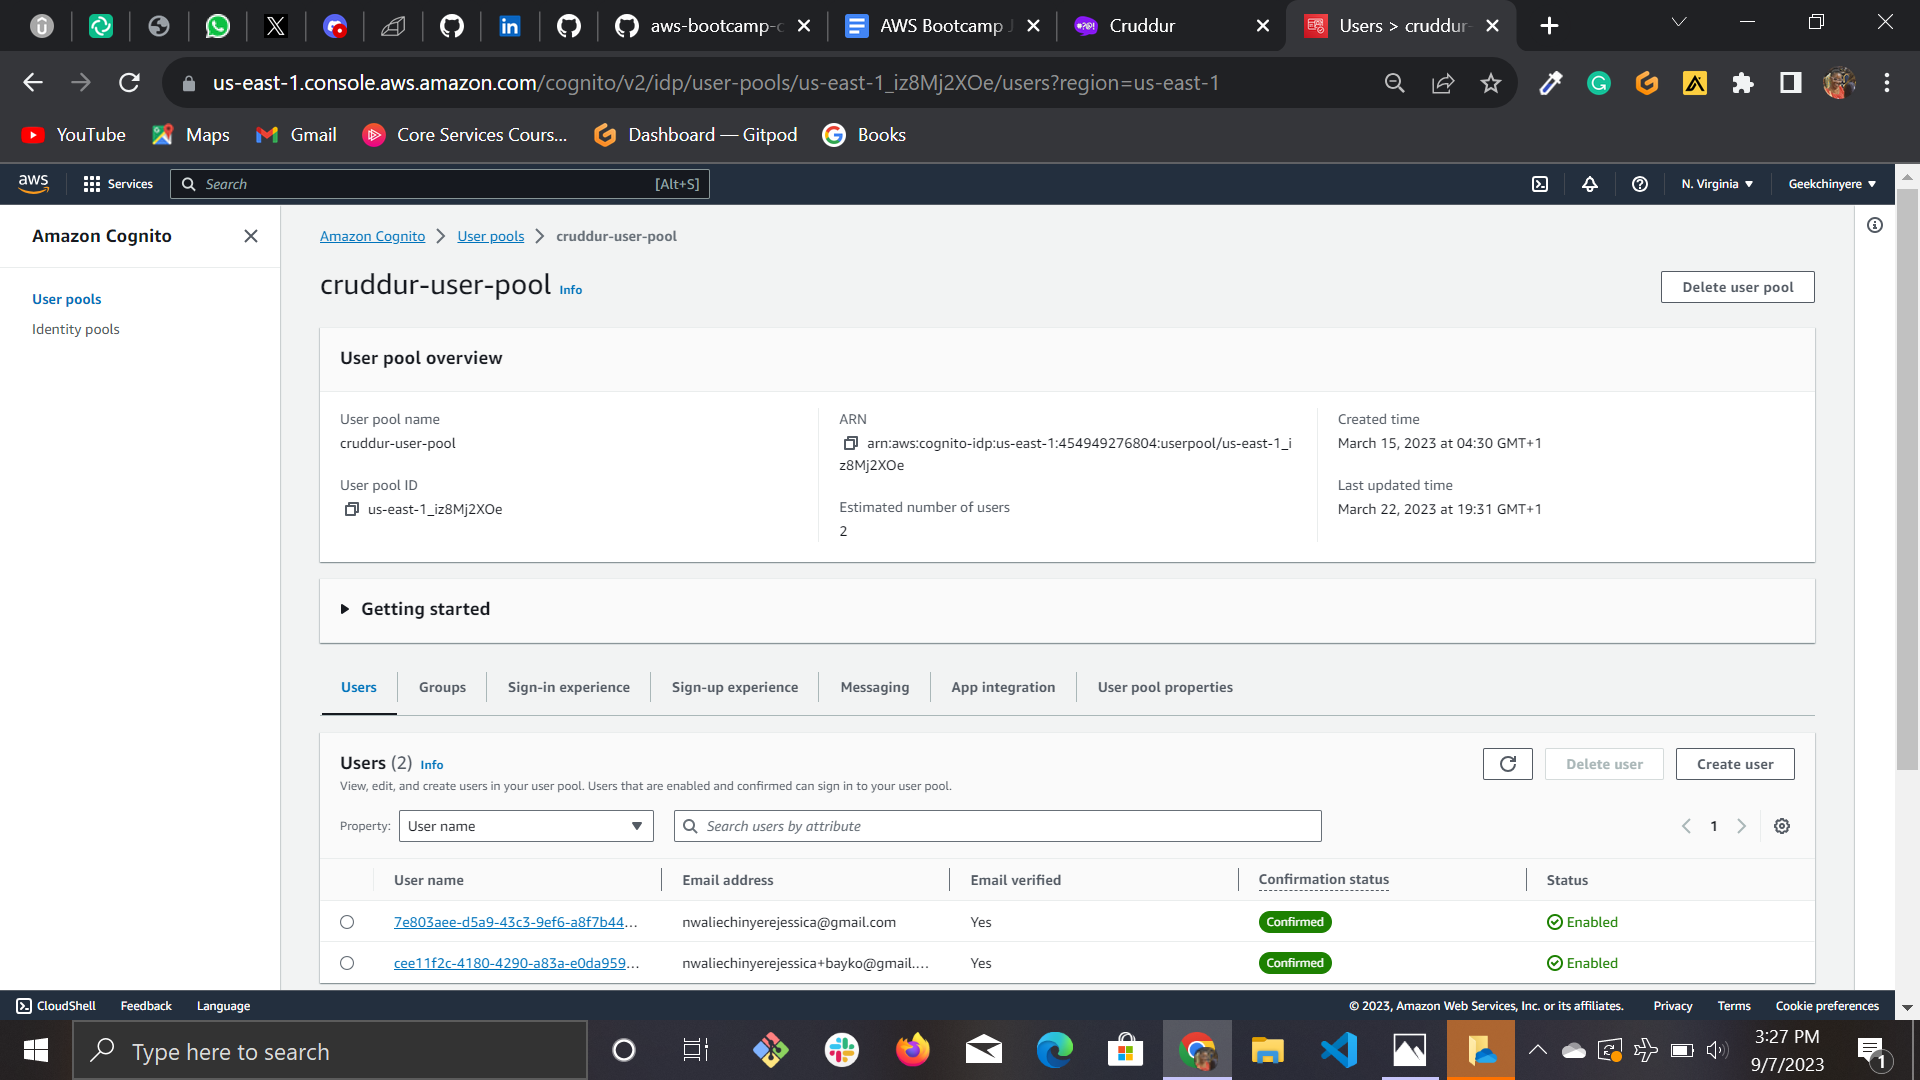 aws-bootcamp-c
AWS Bootcamp J
Cruddur
Users > cruddur-
us-east-1.console.aws.amazon.com/cognito/v2/idp/user-pools/us-east-1_iz8Mj2XOe/users?region=us-east-1
YouTube
Maps
Gmail
Core Services Cours...
Dashboard — Gitpod
Books
aws
Services
Search
[Alt+S]
N. Virginia
Geekchinyere
Amazon Cognito
User pools
Identity pools
Amazon Cognito
User pools
cruddur-user-pool
cruddur-user-pool
Info
Delete user pool
User pool overview
User pool name
cruddur-user-pool
User pool ID
us-east-1_iz8Mj2XOe
ARN
arn:aws:cognito-idp:us-east-1:454949276804:userpool/us-east-1_i
z8Mj2XOe
Estimated number of users
2
Created time
March 15, 2023 at 04:30 GMT+1
Last updated time
March 22, 2023 at 19:31 GMT+1
Getting started
Users
Groups
Sign-in experience
Sign-up experience
Messaging
App integration
User pool properties
Users (2)
Info
View, edit, and create users in your user pool. Users that are enabled and confirmed can sign in to your user pool.
Delete user
Create user
Property:
User name
Search users by attribute
1
User name
Email address
Email verified
Confirmation status
Status
7e803aee-d5a9-43c3-9ef6-a8f7b44...
nwaliechinyerejessica@gmail.com
Yes
Confirmed
Enabled
cee11f2c-4180-4290-a83a-e0da959...
nwaliechinyerejessica+bayko@gmail....
Yes
Confirmed
Enabled
CloudShell
Feedback
Language
© 2023, Amazon Web Services, Inc. or its affiliates.
Privacy
Terms
Cookie preferences
Type here to search
3:27 PM
9/7/2023
1